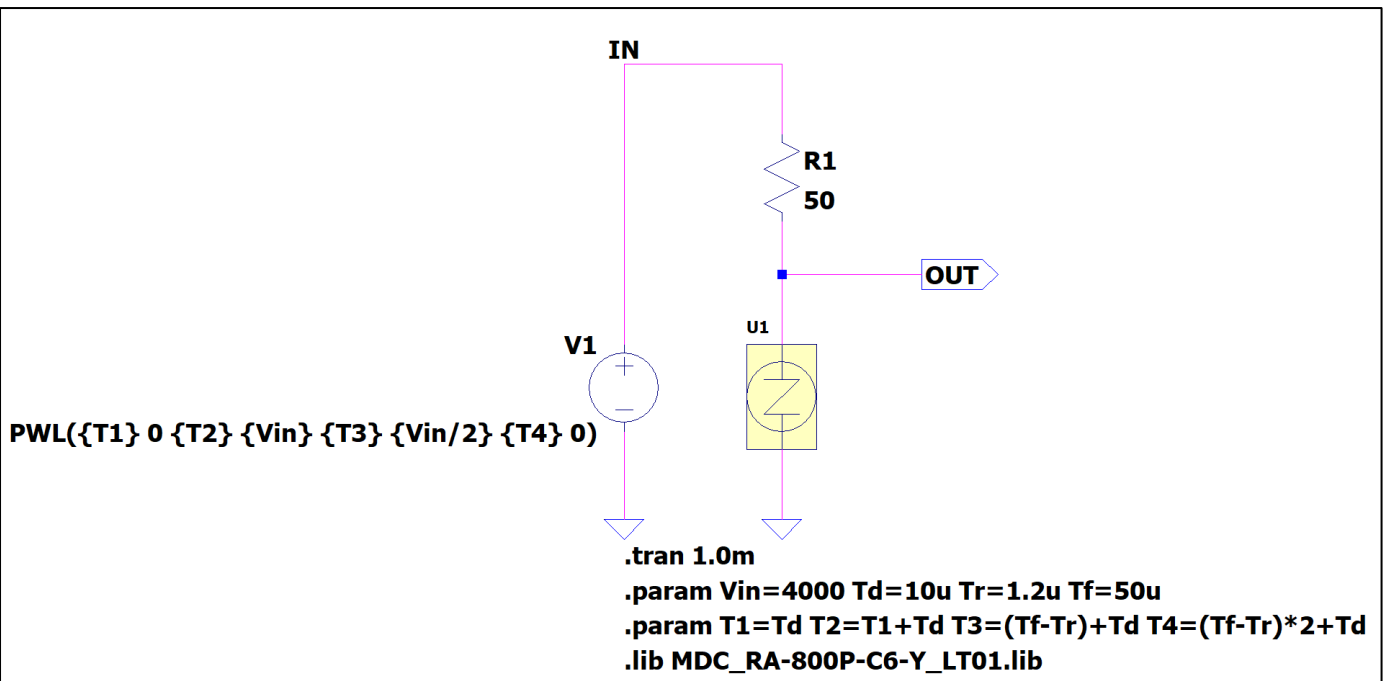 IN
R1
50
OUT
U1
V1
PWL({T1} 0 {T2} {Vin} {T3} {Vin/2} {T4} 0)
.tran 1.0m
.param Vin=4000 Td=10u Tr=1.2u Tf=50u
.param T1=Td T2=T1+Td T3=(Tf-Tr)+Td T4=(Tf-Tr)*2+Td
.lib MDC_RA-800P-C6-Y_LT01.lib